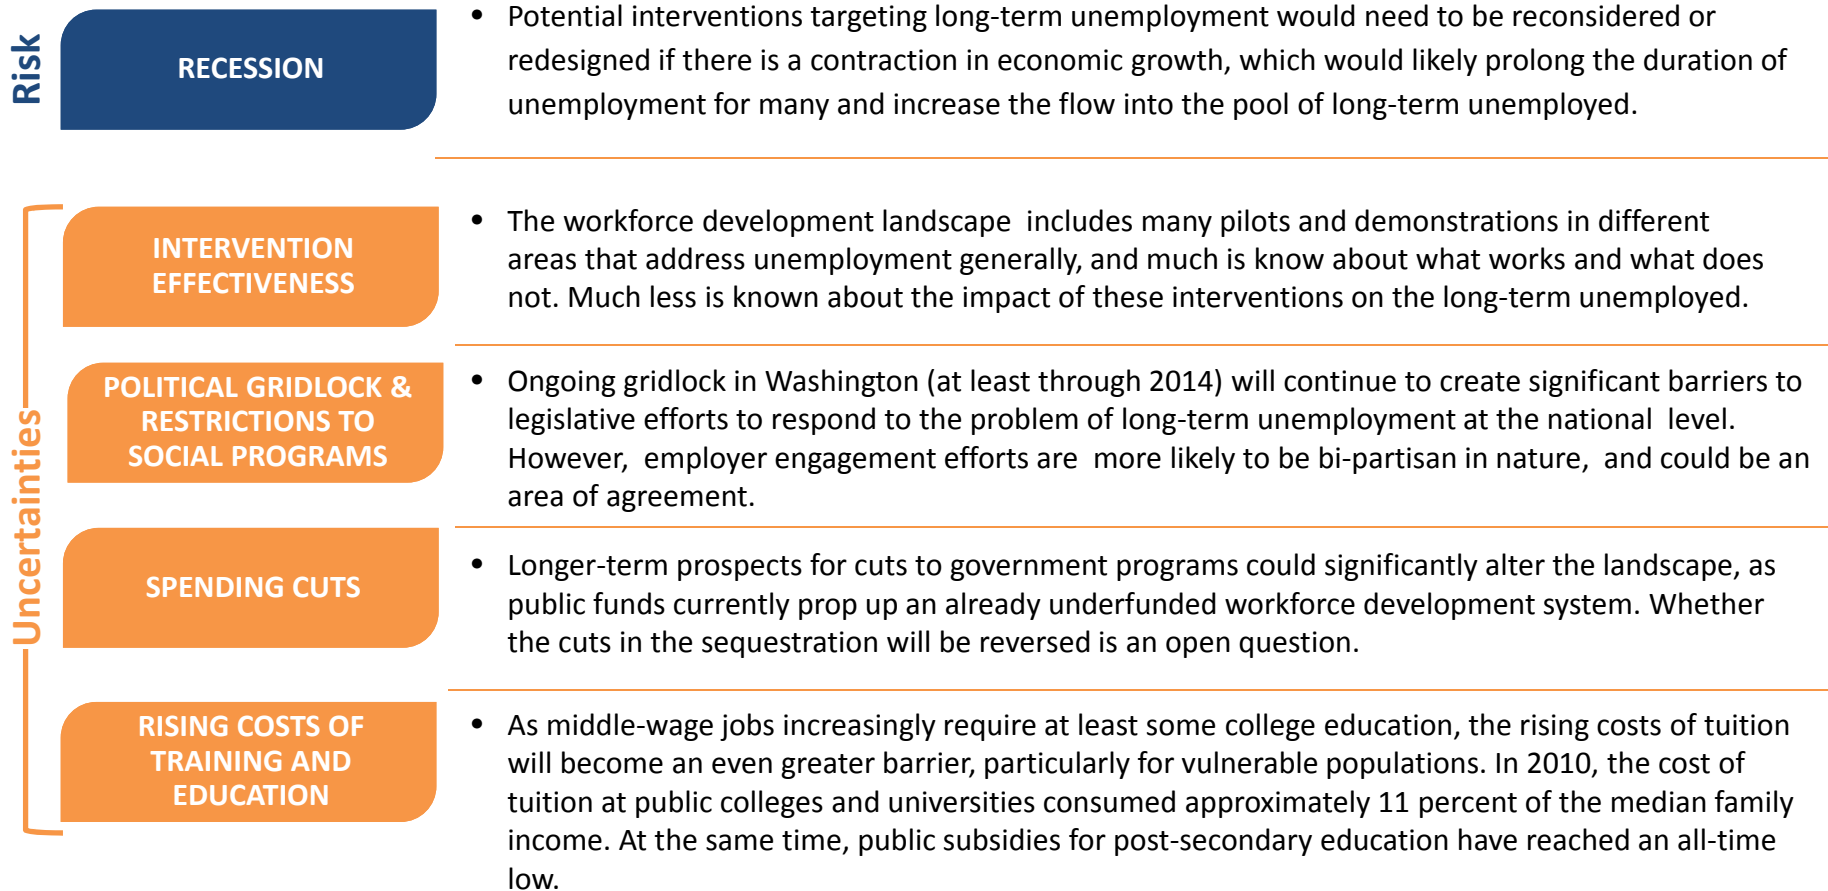 Risk
RECESSION
• Potential interventions targeting long-term unemployment would need to be reconsidered or
redesigned if there is a contraction in economic growth, which would likely prolong the duration of
unemployment for many and increase the flow into the pool of long-term unemployed.
Uncertainties
INTERVENTION
EFFECTIVENESS
• The workforce development landscape includes many pilots and demonstrations in different
areas that address unemployment generally, and much is know about what works and what does
not. Much less is known about the impact of these interventions on the long-term unemployed.
POLITICAL GRIDLOCK &
RESTRICTIONS TO
SOCIAL PROGRAMS
• Ongoing gridlock in Washington (at least through 2014) will continue to create significant barriers to
legislative efforts to respond to the problem of long-term unemployment at the national level.
However, employer engagement efforts are more likely to be bi-partisan in nature, and could be an
area of agreement.
SPENDING CUTS
• Longer-term prospects for cuts to government programs could significantly alter the landscape, as
public funds currently prop up an already underfunded workforce development system. Whether
the cuts in the sequestration will be reversed is an open question.
RISING COSTS OF
TRAINING AND
EDUCATION
• As middle-wage jobs increasingly require at least some college education, the rising costs of tuition
will become an even greater barrier, particularly for vulnerable populations. In 2010, the cost of
tuition at public colleges and universities consumed approximately 11 percent of the median family
income. At the same time, public subsidies for post-secondary education have reached an all-time
low.